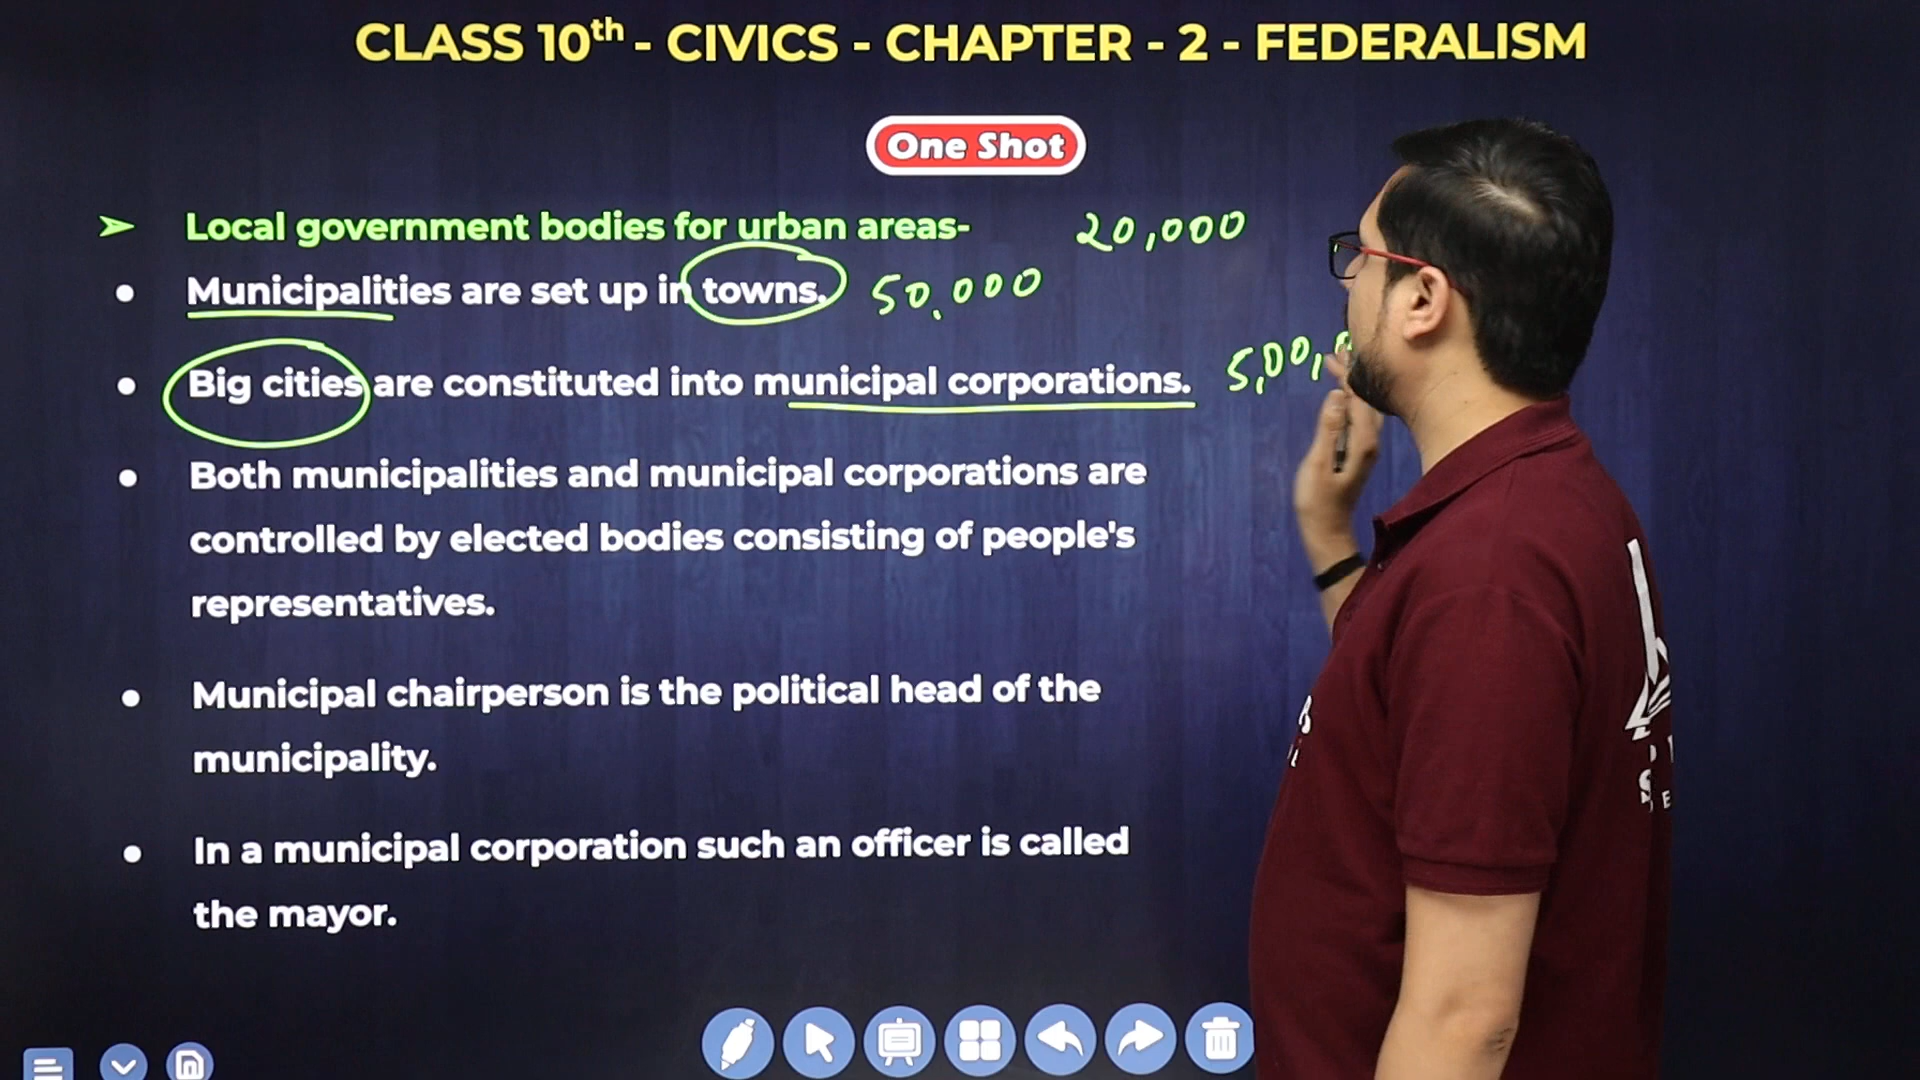 CLASS 10th - CIVICS - CHAPTER - 2 - FEDERALISM
One Shot
➢ Local government bodies for urban areas- 20,000
• Municipalities are set up in towns. 50,000
• Big cities are constituted into municipal corporations. 5,00,
• Both municipalities and municipal corporations are
controlled by elected bodies consisting of people's
representatives.
• Municipal chairperson is the political head of the
municipality.
• In a municipal corporation such an officer is called
the mayor.